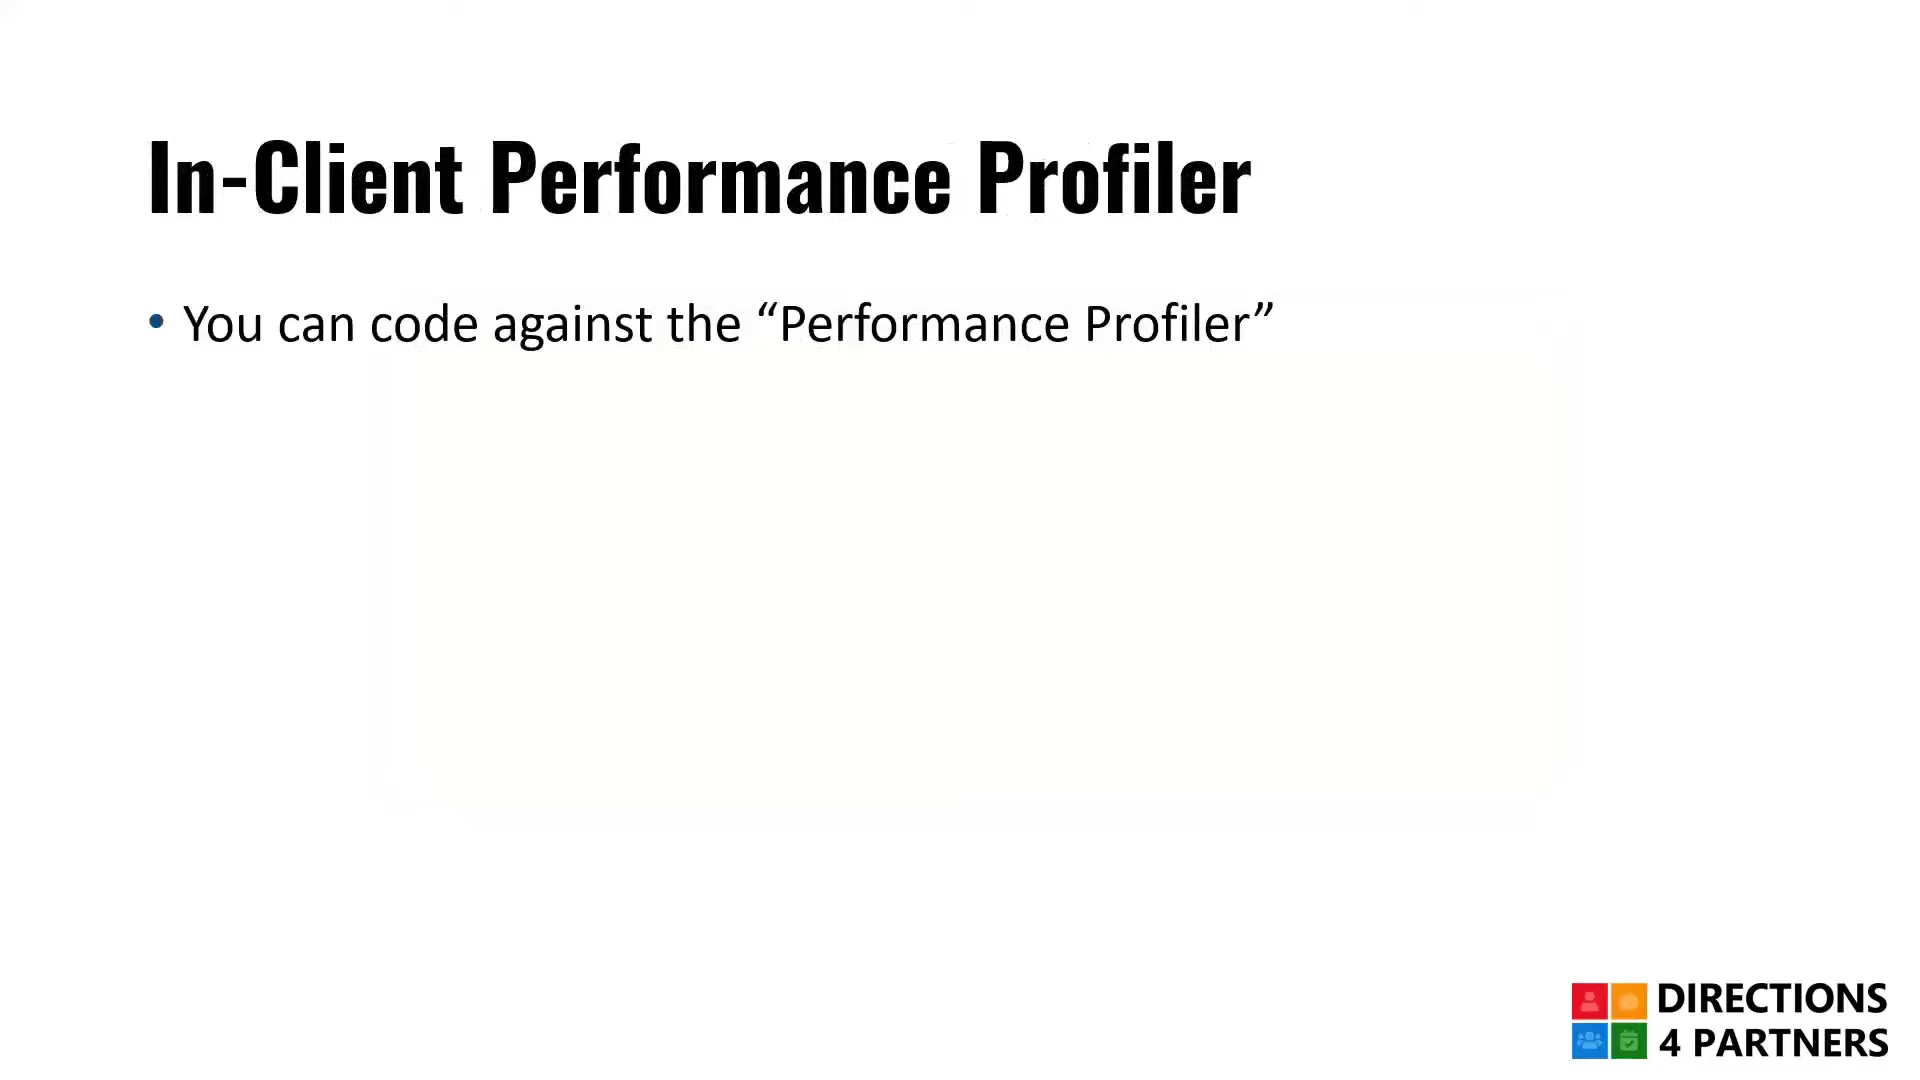 In-Client Performance Profiler
• You can code against the “Performance Profiler”
DIRECTIONS
4 PARTNERS